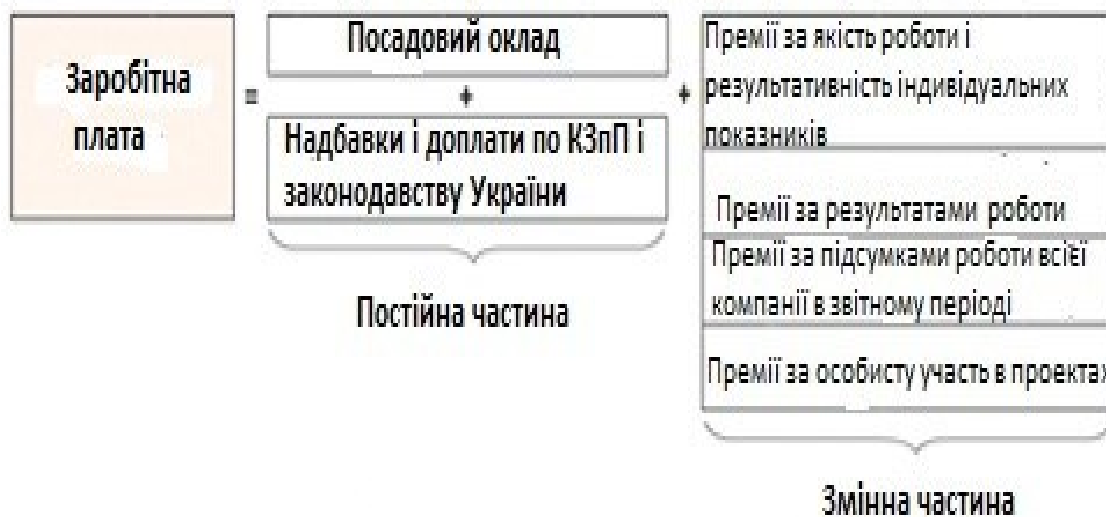 Заробітна
плата
=
Посадовий оклад
+
Надбавки і доплати по КЗпП і
законодавству України
Постійна частина
+
Премії за якість роботи і
результативність індивідуальних
показників
Премії за результатами роботи
Премії за підсумками роботи всієї
компанії в звітному періоді
Премії за особисту участь в проектах
Змінна частина